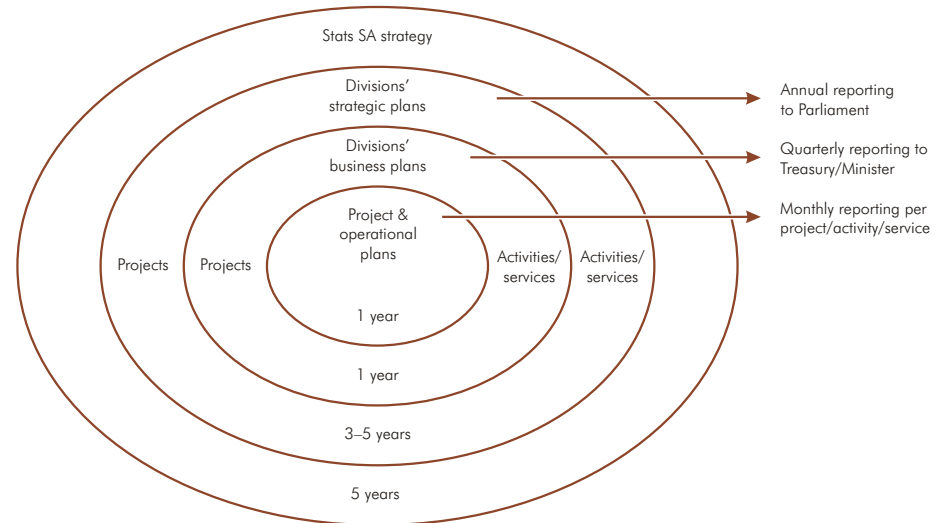 Stats SA strategy
Divisions’
strategic plans
Annual reporting
to Parliament
Divisions’
business plans
Quarterly reporting to
Treasury/Minister
Project &
operational
plans
Monthly reporting per
project/activity/service
Projects
Projects
Activities/
services
Activities/
services
1 year
1 year
3–5 years
5 years